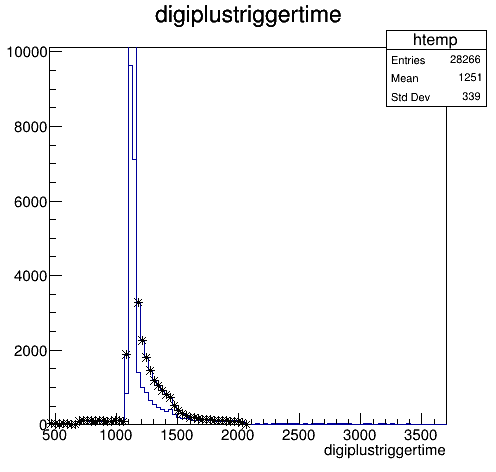 digiplustriggertime
htemp
Entries 28266
Mean 1251
Std Dev 339
10000
8000
6000
4000
2000
0
500 1000 1500 2000 2500 3000 3500
digiplustriggertime